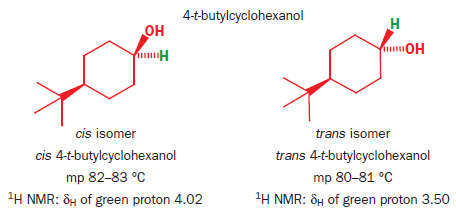 4-t-butylcyclohexanol
OH
H
H
OH
cis isomer
cis 4-t-butylcyclohexanol
mp 82–83 °C
¹H NMR: δH of green proton 4.02
trans isomer
trans 4-t-butylcyclohexanol
mp 80–81 °C
¹H NMR: δH of green proton 3.50